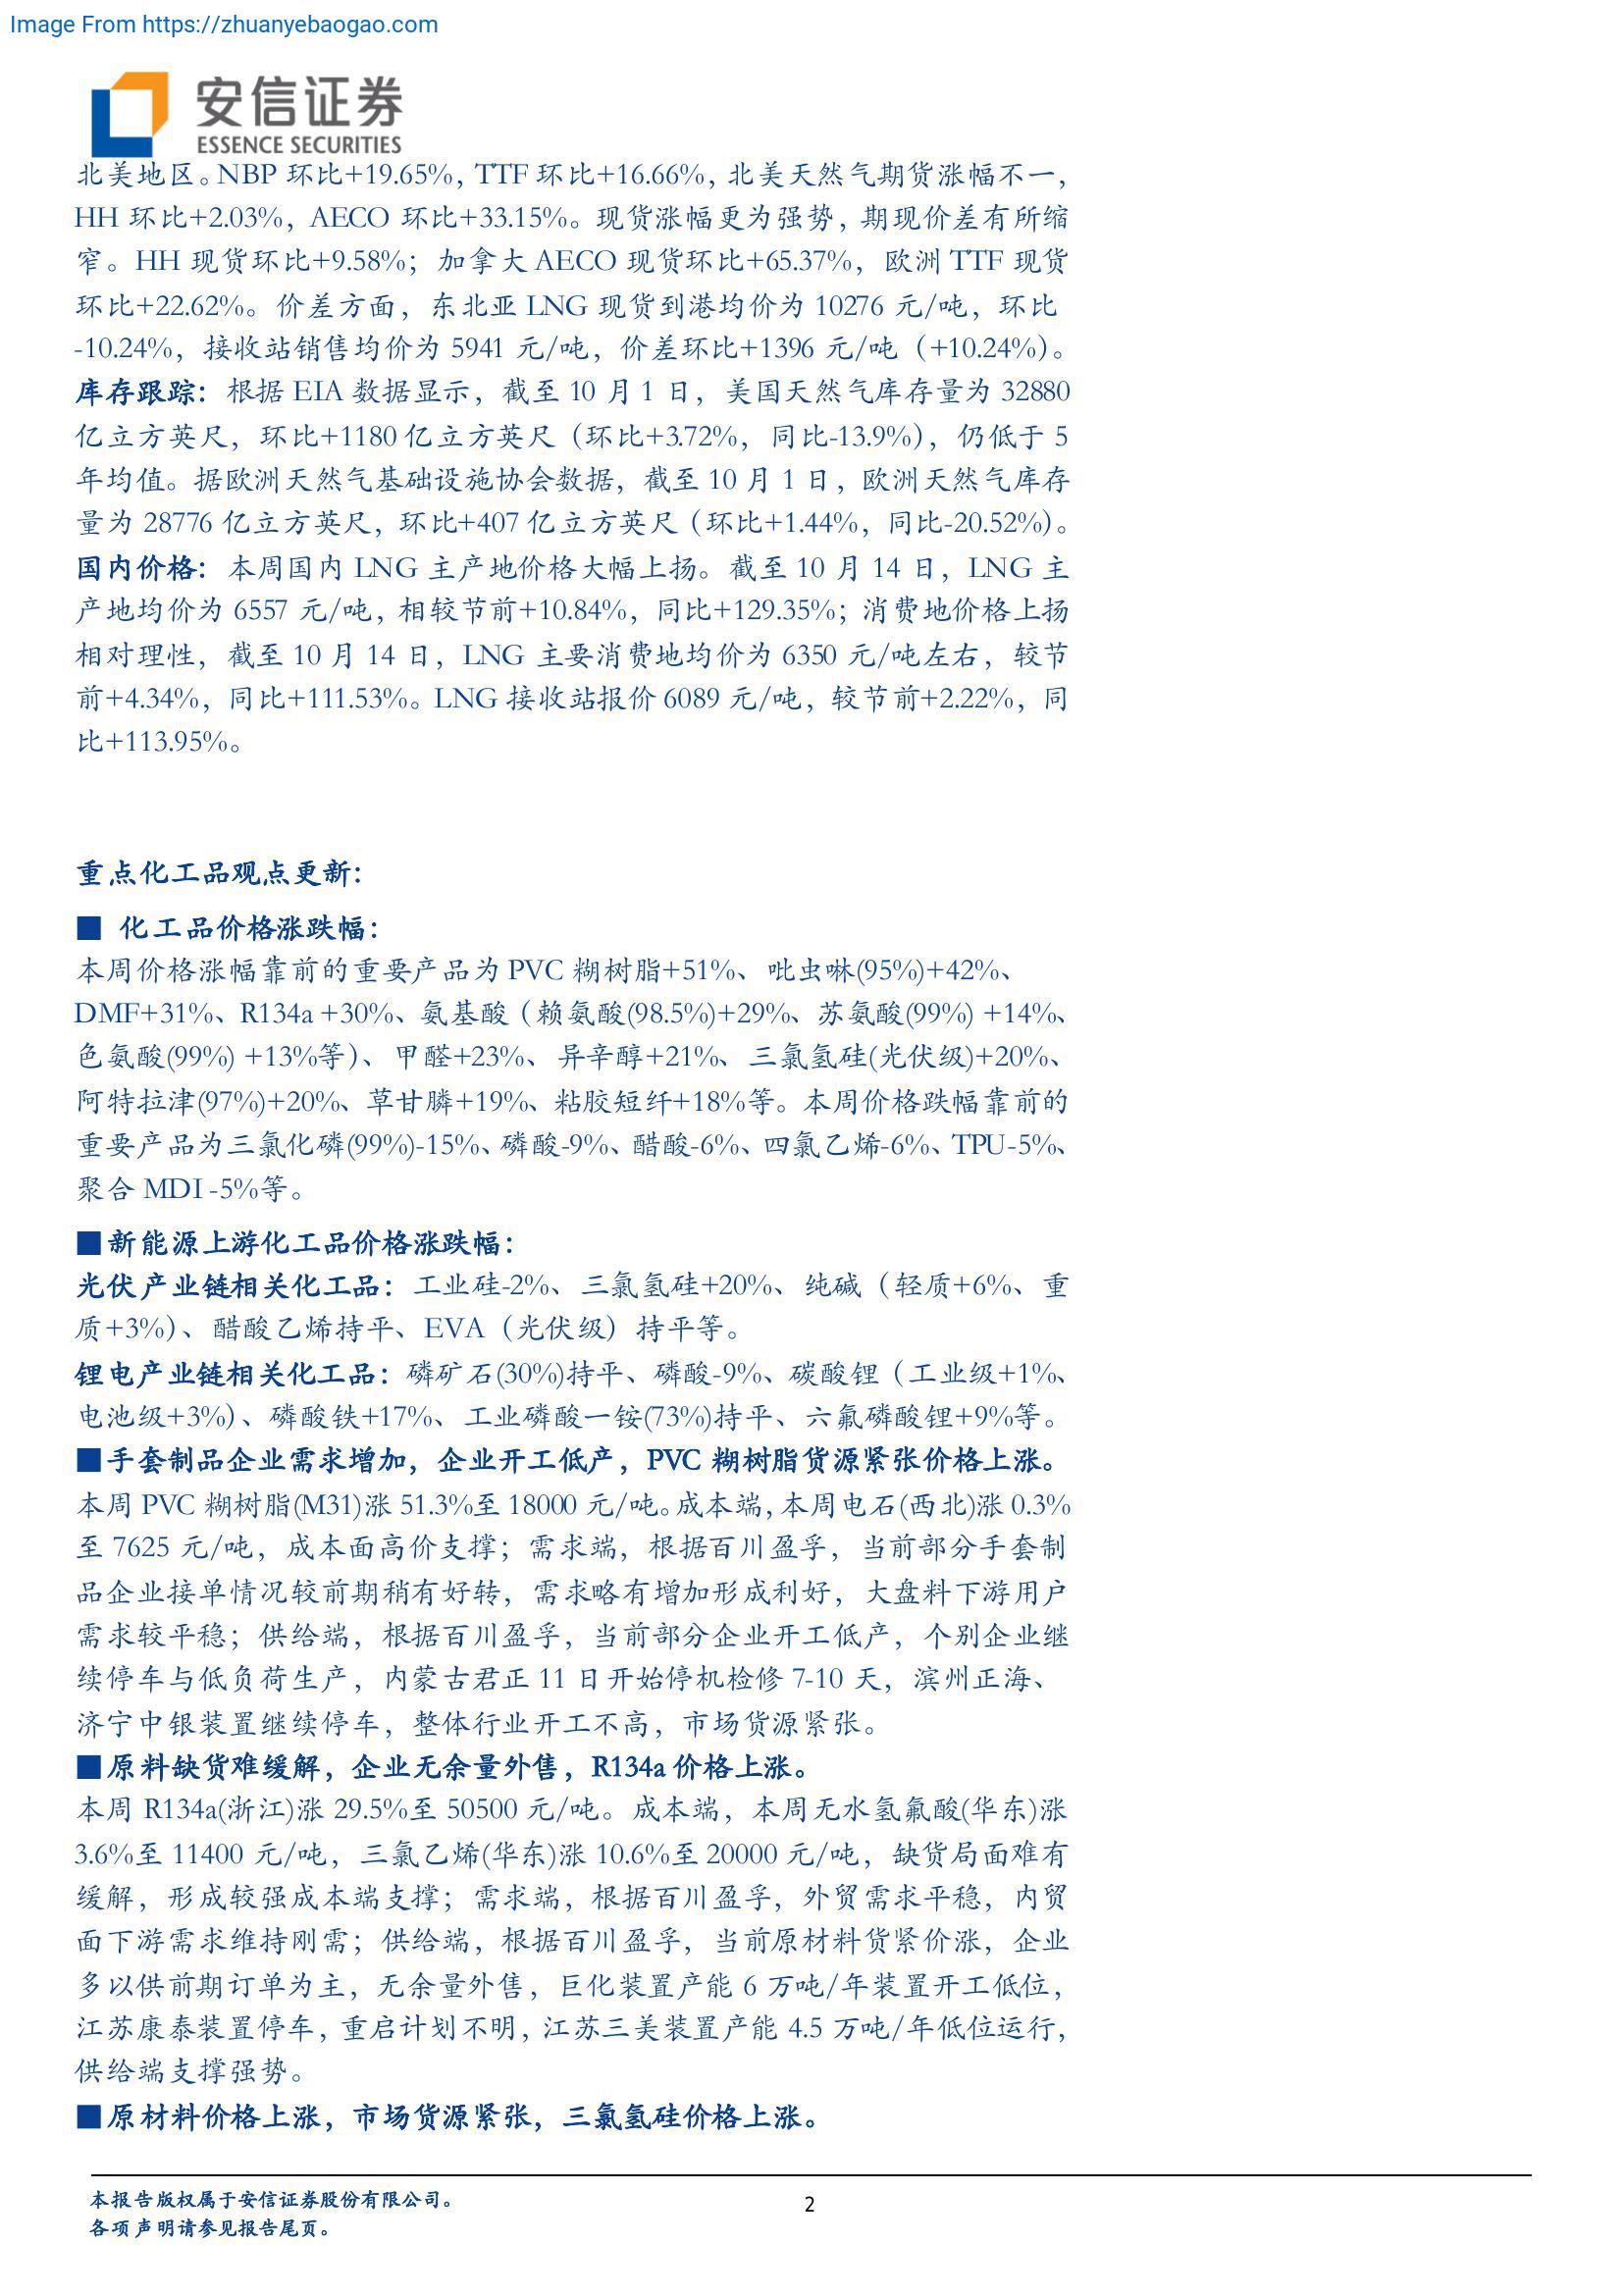 Image From https://zhuanyebaogao.com
安信证券
ESSENCE SECURITIES
北美地区。NBP 环比+19.65%，TTF 环比+16.66%，北美天然气期货涨幅不一，
HH 环比+2.03%，AECO 环比+33.15%。现货涨幅更为强势，期现价差有所缩
窄。HH 现货环比+9.58%；加拿大 AECO 现货环比+65.37%，欧洲 TTF 现货
环比+22.62%。价差方面，东北亚 LNG 现货到港均价为 10276 元/吨，环比
-10.24%，接收站销售均价为 5941 元/吨，价差环比+1396 元/吨（+10.24%）。
库存跟踪：根据 EIA 数据显示，截至 10 月 1 日，美国天然气库存量为 32880
亿立方英尺，环比+1180 亿立方英尺（环比+3.72%，同比-13.9%），仍低于 5
年均值。据欧洲天然气基础设施协会数据，截至 10 月 1 日，欧洲天然气库存
量为 28776 亿立方英尺，环比+407 亿立方英尺（环比+1.44%，同比-20.52%）。
国内价格：本周国内 LNG 主产地价格大幅上扬。截至 10 月 14 日，LNG 主
产地均价为 6557 元/吨，相较节前+10.84%，同比+129.35%；消费地价格上扬
相对理性，截至 10 月 14 日，LNG 主要消费地均价为 6350 元/吨左右，较节
前+4.34%，同比+111.53%。LNG 接收站报价 6089 元/吨，较节前+2.22%，同
比+113.95%。
重点化工品观点更新：
■ 化工品价格涨跌幅：
本周价格涨幅靠前的重要产品为 PVC 糊树脂+51%、吡虫啉(95%)+42%、
DMF+31%、R134a +30%、氨基酸（赖氨酸(98.5%)+29%、苏氨酸(99%) +14%、
色氨酸(99%) +13%等）、甲醛+23%、异辛醇+21%、三氯氢硅(光伏级)+20%、
阿特拉津(97%)+20%、草甘膦+19%、粘胶短纤+18%等。本周价格跌幅靠前的
重要产品为三氯化磷(99%)-15%、磷酸-9%、醋酸-6%、四氯乙烯-6%、TPU-5%、
聚合 MDI -5%等。
■新能源上游化工品价格涨跌幅：
光伏产业链相关化工品：工业硅-2%、三氯氢硅+20%、纯碱（轻质+6%、重
质+3%）、醋酸乙烯持平、EVA（光伏级）持平等。
锂电产业链相关化工品：磷矿石(30%)持平、磷酸-9%、碳酸锂（工业级+1%、
电池级+3%）、磷酸铁+17%、工业磷酸一铵(73%)持平、六氟磷酸锂+9%等。
■手套制品企业需求增加，企业开工低产，PVC 糊树脂货源紧张价格上涨。
本周 PVC 糊树脂(M31)涨 51.3%至 18000 元/吨。成本端，本周电石(西北)涨 0.3%
至 7625 元/吨，成本面高价支撑；需求端，根据百川盈孚，当前部分手套制
品企业接单情况较前期稍有好转，需求略有增加形成利好，大盘料下游用户
需求较平稳；供给端，根据百川盈孚，当前部分企业开工低产，个别企业继
续停车与低负荷生产，内蒙古君正 11 日开始停机检修 7-10 天，滨州正海、
济宁中银装置继续停车，整体行业开工不高，市场货源紧张。
■原料缺货难缓解，企业无余量外售，R134a 价格上涨。
本周 R134a(浙江)涨 29.5%至 50500 元/吨。成本端，本周无水氢氟酸(华东)涨
3.6%至 11400 元/吨，三氯乙烯(华东)涨 10.6%至 20000 元/吨，缺货局面难有
缓解，形成较强成本端支撑；需求端，根据百川盈孚，外贸需求平稳，内贸
面下游需求维持刚需；供给端，根据百川盈孚，当前原材料货紧价涨，企业
多以供前期订单为主，无余量外售，巨化装置产能 6 万吨/年装置开工低位，
江苏康泰装置停车，重启计划不明，江苏三美装置产能 4.5 万吨/年低位运行，
供给端支撑强势。
■原材料价格上涨，市场货源紧张，三氯氢硅价格上涨。
本报告版权属于安信证券股份有限公司。
2
各项声明请参见报告尾页。